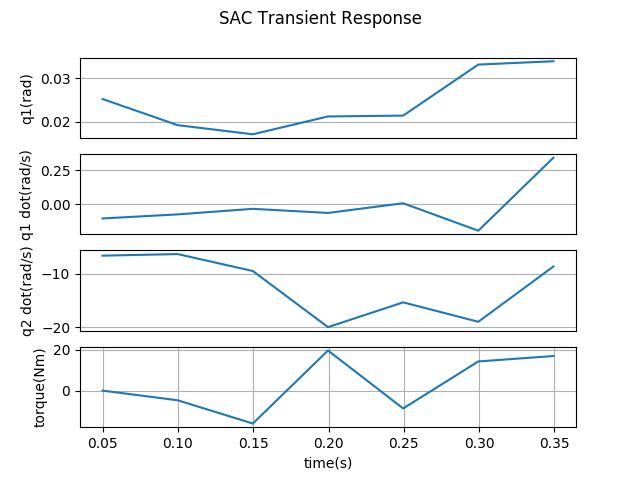 SAC Transient Response
0.03
0.02
q1(rad)
0.25
0.00
q1 dot(rad/s)
−10
−20
q2 dot(rad/s)
20
0
torque(Nm)
0.05 0.10 0.15 0.20 0.25 0.30 0.35
time(s)